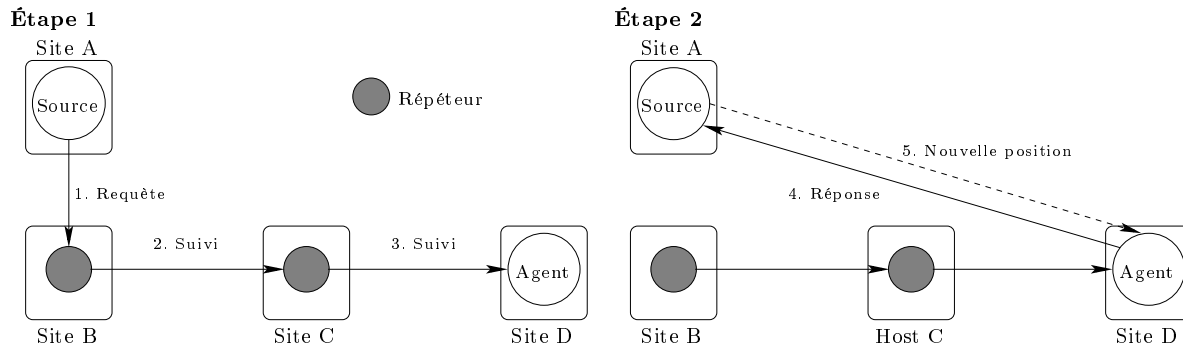 Étape 1
Site A
Source
Répéteur
1. Requète
2. Suivi
3. Suivi
Agent
Site B
Site C
Site D
Étape 2
Site A
Source
5. Nouvelle position
4. Réponse
Agent
Site B
Host C
Site D